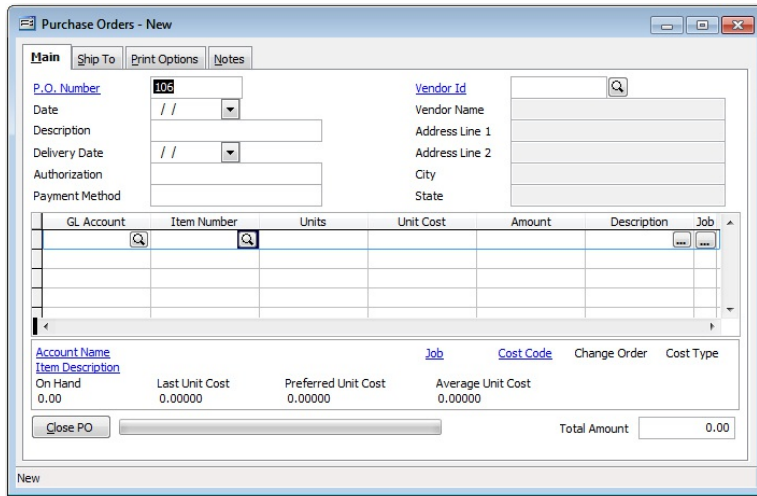 Purchase Orders - New
Main Ship To Print Options Notes
P.O. Number 106 Vendor Id
Date / / Vendor Name
Description Address Line 1
Delivery Date / / Address Line 2
Authorization City
Payment Method State
GL Account Item Number Units Unit Cost Amount Description Job
... ...
Account Name Job Cost Code Change Order Cost Type
Item Description
On Hand Last Unit Cost Preferred Unit Cost Average Unit Cost
0.00 0.00000 0.00000 0.00000
Close PO Total Amount 0.00
New